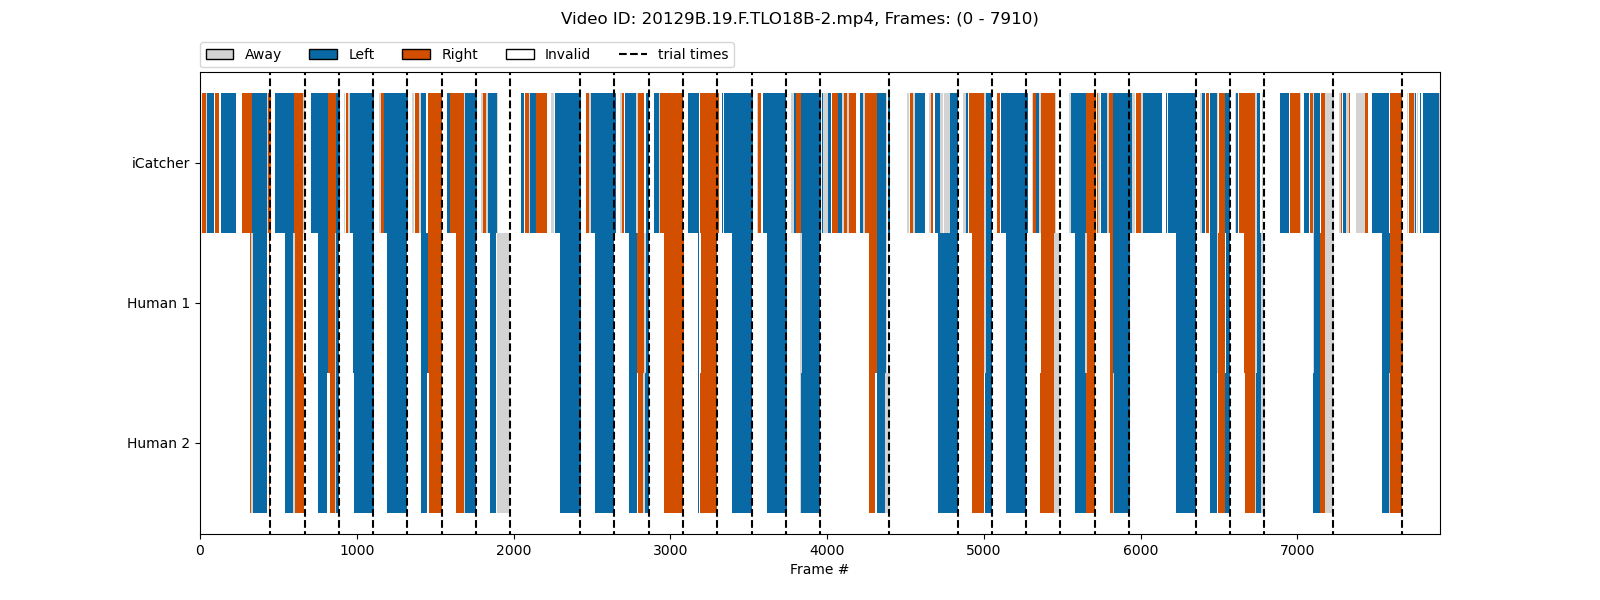 Video ID: 20129B.19.F.TLO18B-2.mp4, Frames: (0 - 7910)
Away Left Right Invalid trial times
iCatcher
Human 1
Human 2
0 1000 2000 3000 4000 5000 6000 7000
Frame #